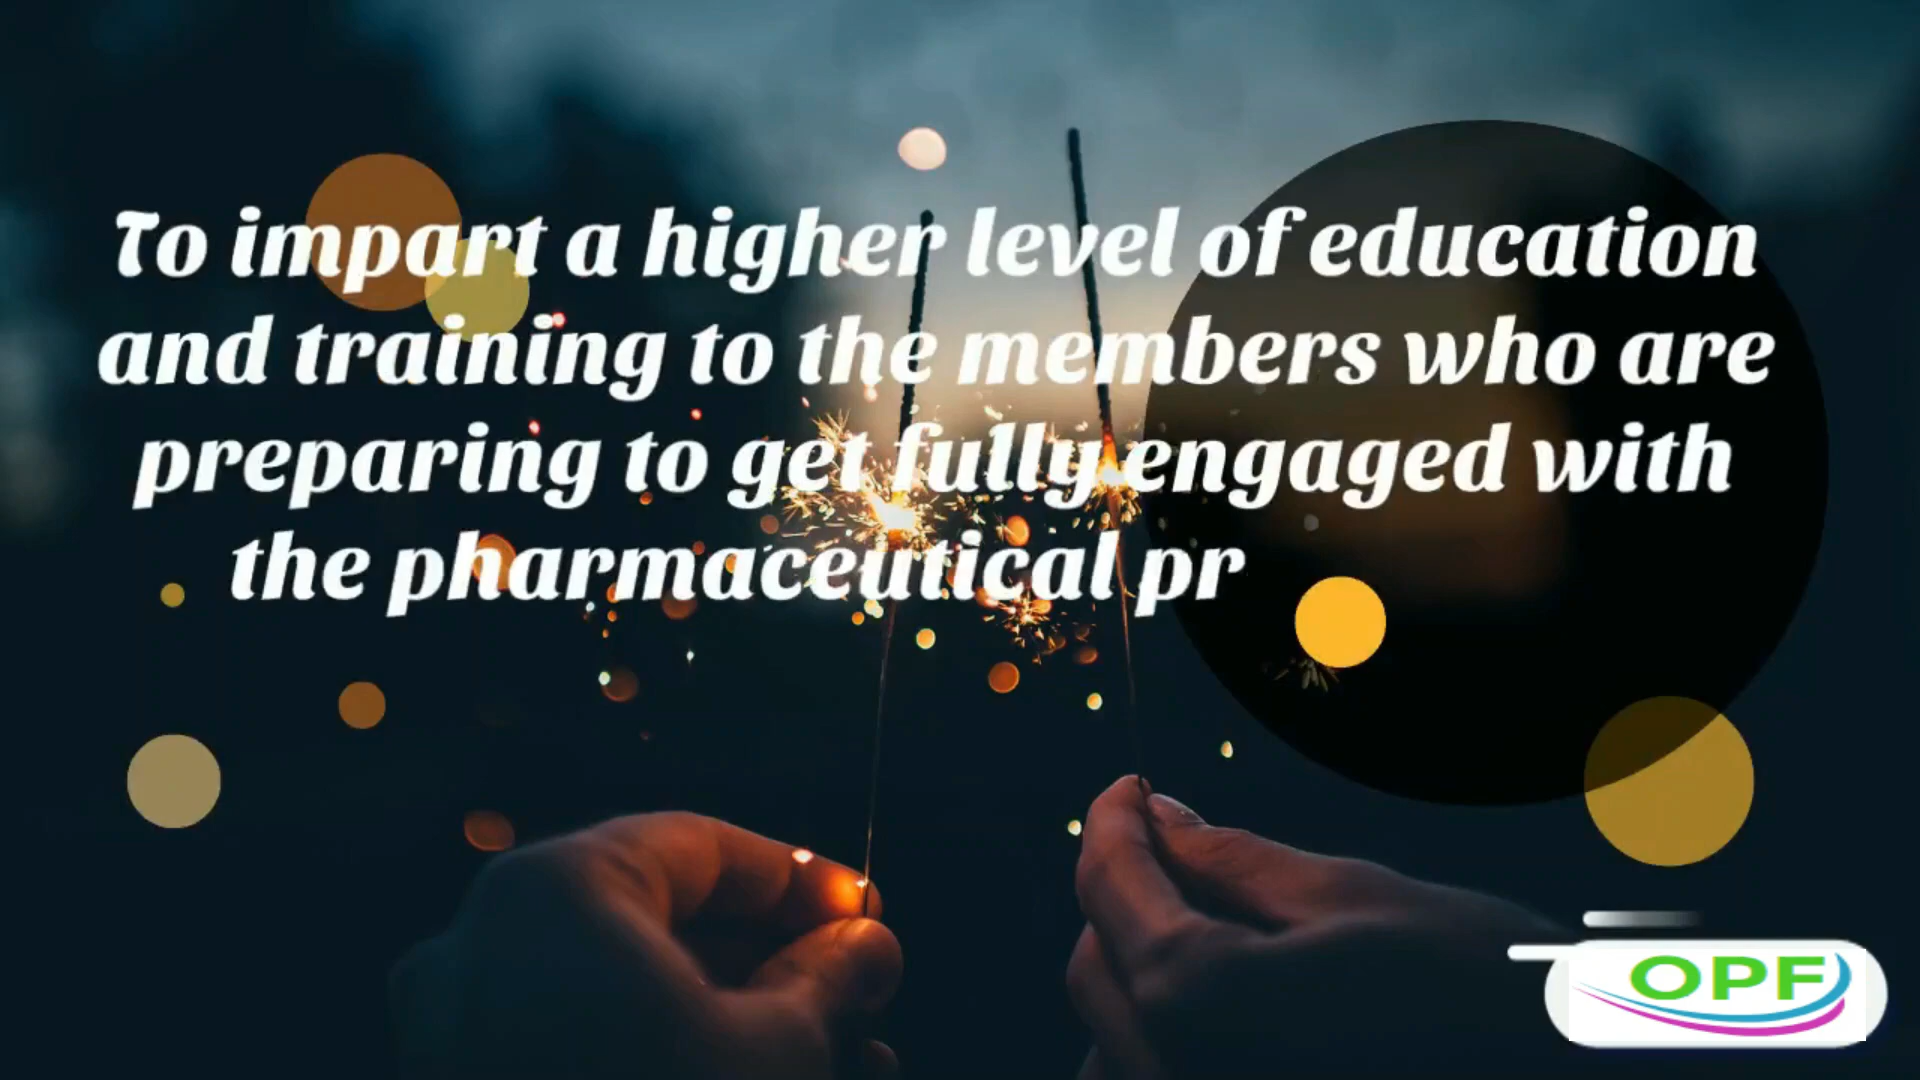 To impart a higher level of education
and training to the members who are
preparing to get fully engaged with
the pharmaceutical pr
OPF